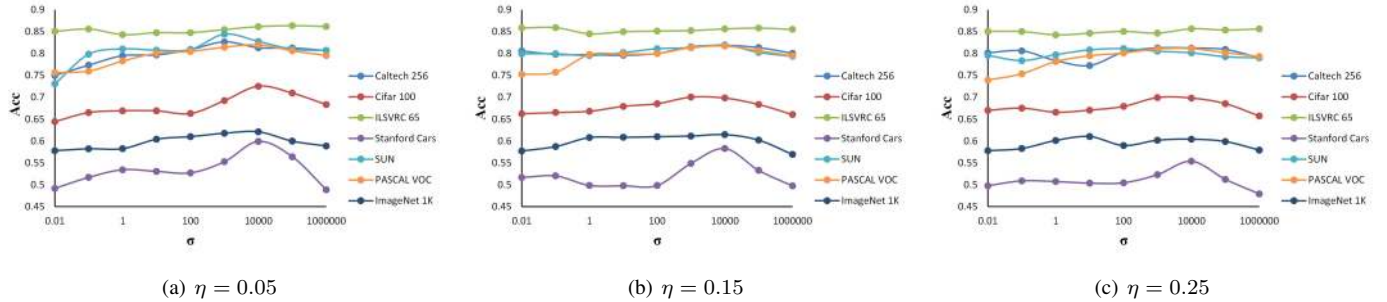 0.9
0.85
0.8
0.75
0.7
0.65
0.6
0.55
0.5
0.45
Acc
0.01 1 100 10000 1000000
σ
Caltech 256
Cifar 100
ILSVRC 65
Stanford Cars
SUN
PASCAL VOC
ImageNet 1K
(a) η = 0.05
0.9
0.85
0.8
0.75
0.7
0.65
0.6
0.55
0.5
0.45
Acc
0.01 1 100 10000 1000000
σ
Caltech 256
Cifar 100
ILSVRC 65
Stanford Cars
SUN
PASCAL VOC
ImageNet 1K
(b) η = 0.15
0.9
0.85
0.8
0.75
0.7
0.65
0.6
0.55
0.5
0.45
Acc
0.01 1 100 10000 1000000
σ
Caltech 256
Cifar 100
ILSVRC 65
Stanford Cars
SUN
PASCAL VOC
ImageNet 1K
(c) η = 0.25